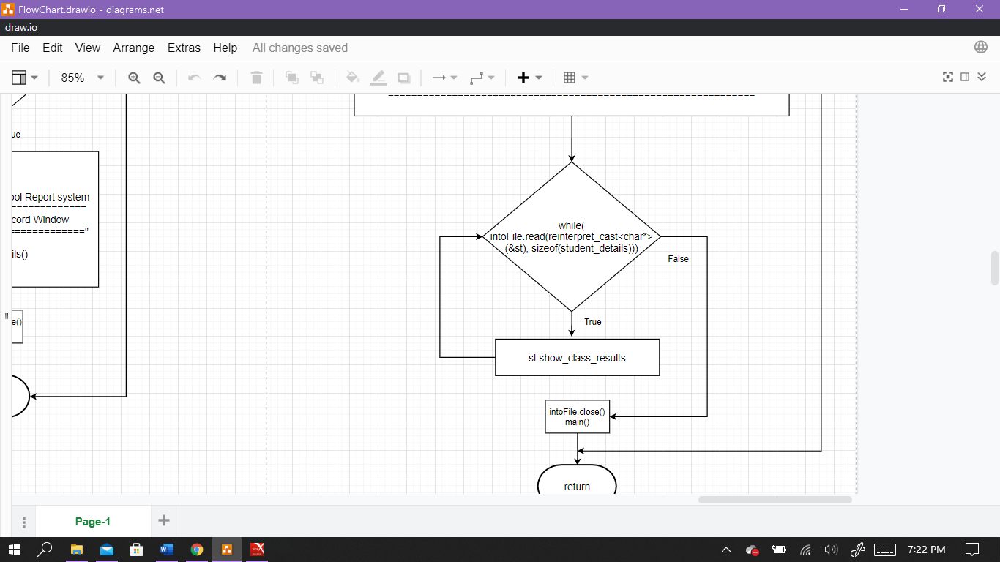 FlowChart.drawio - diagrams.net
draw.io
File Edit View Arrange Extras Help All changes saved
85%
==================================================================
ue
ool Report system
=============
cord Window
============="
ils()
"
e()
while(
intoFile.read(reinterpret_cast<char*>
(&st), sizeof(student_details)))
False
True
st.show_class_results
intoFile.close()
main()
return
Page-1
7:22 PM